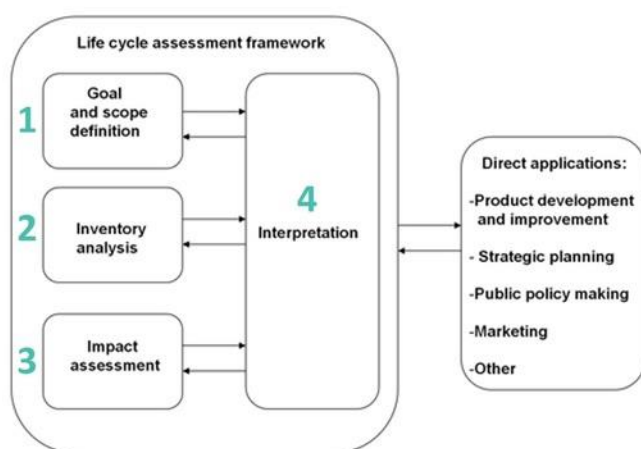 Life cycle assessment framework
1
Goal
and scope
definition
2
Inventory
analysis
3
Impact
assessment
4
Interpretation
Direct applications:
-Product development
and improvement
- Strategic planning
-Public policy making
-Marketing
-Other